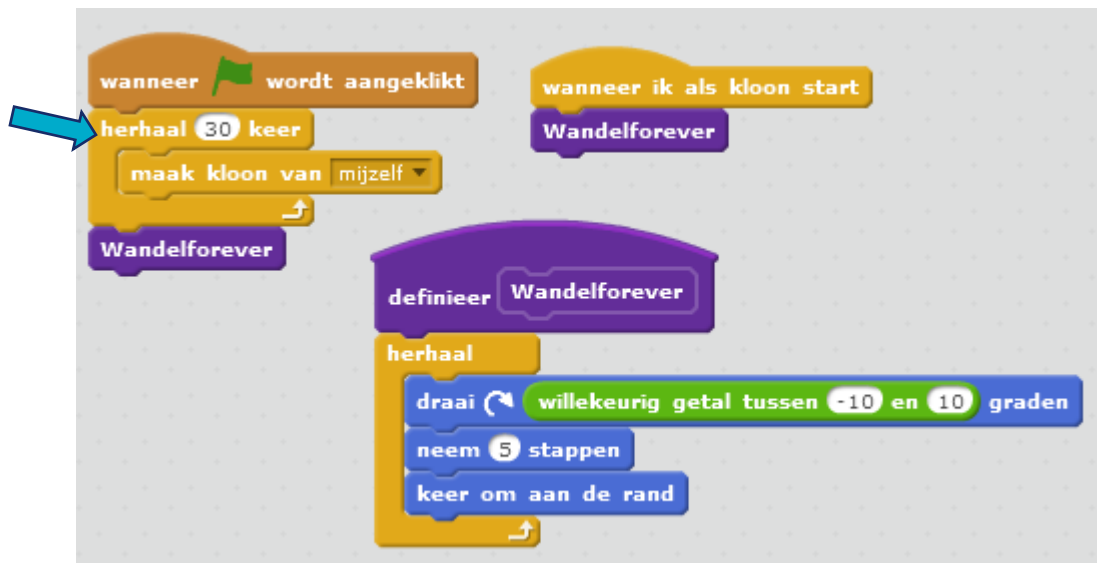 wanneer wordt aangeklikt
herhaal 30 keer
maak kloon van mijzelf
Wandelforever
wanneer ik als kloon start
Wandelforever
definieer Wandelforever
herhaal
draai willekeurig getal tussen -10 en 10 graden
neem 5 stappen
keer om aan de rand